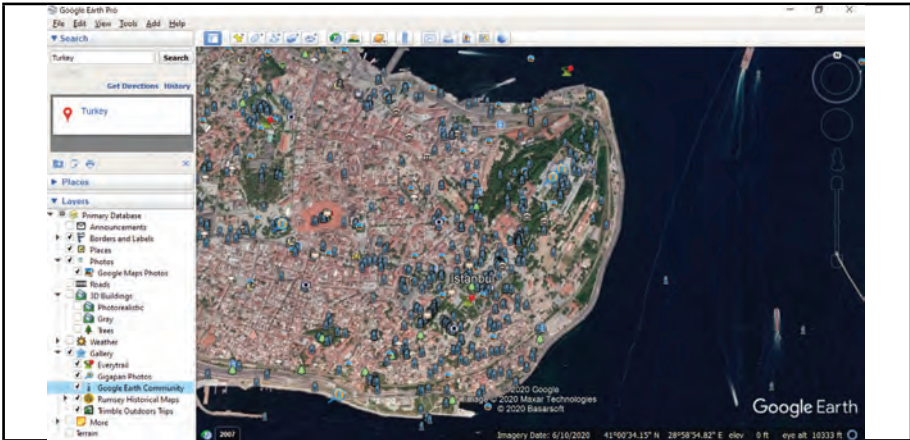 Google Earth Pro
File Edit View Tools Add Help
Search
Turkey
Search
Get Directions History
Turkey
Places
Layers
Primary Database
Announcements
Borders and Labels
Places
Photos
Google Maps Photos
Roads
3D Buildings
Photorealistic
Gray
Trees
Weather
Gallery
Everytrail
Gigapan Photos
Google Earth Community
Rumsey Historical Maps
Trimble Outdoors Trips
More
Terrain
N
Istanbul
© 2020 Google
Image © 2020 Maxar Technologies
© 2020 Basarsoft
Google Earth
2007
Imagery Date: 6/10/2020 41°00'34.15" N 28°58'54.82" E elev 0 ft eye alt 10333 ft